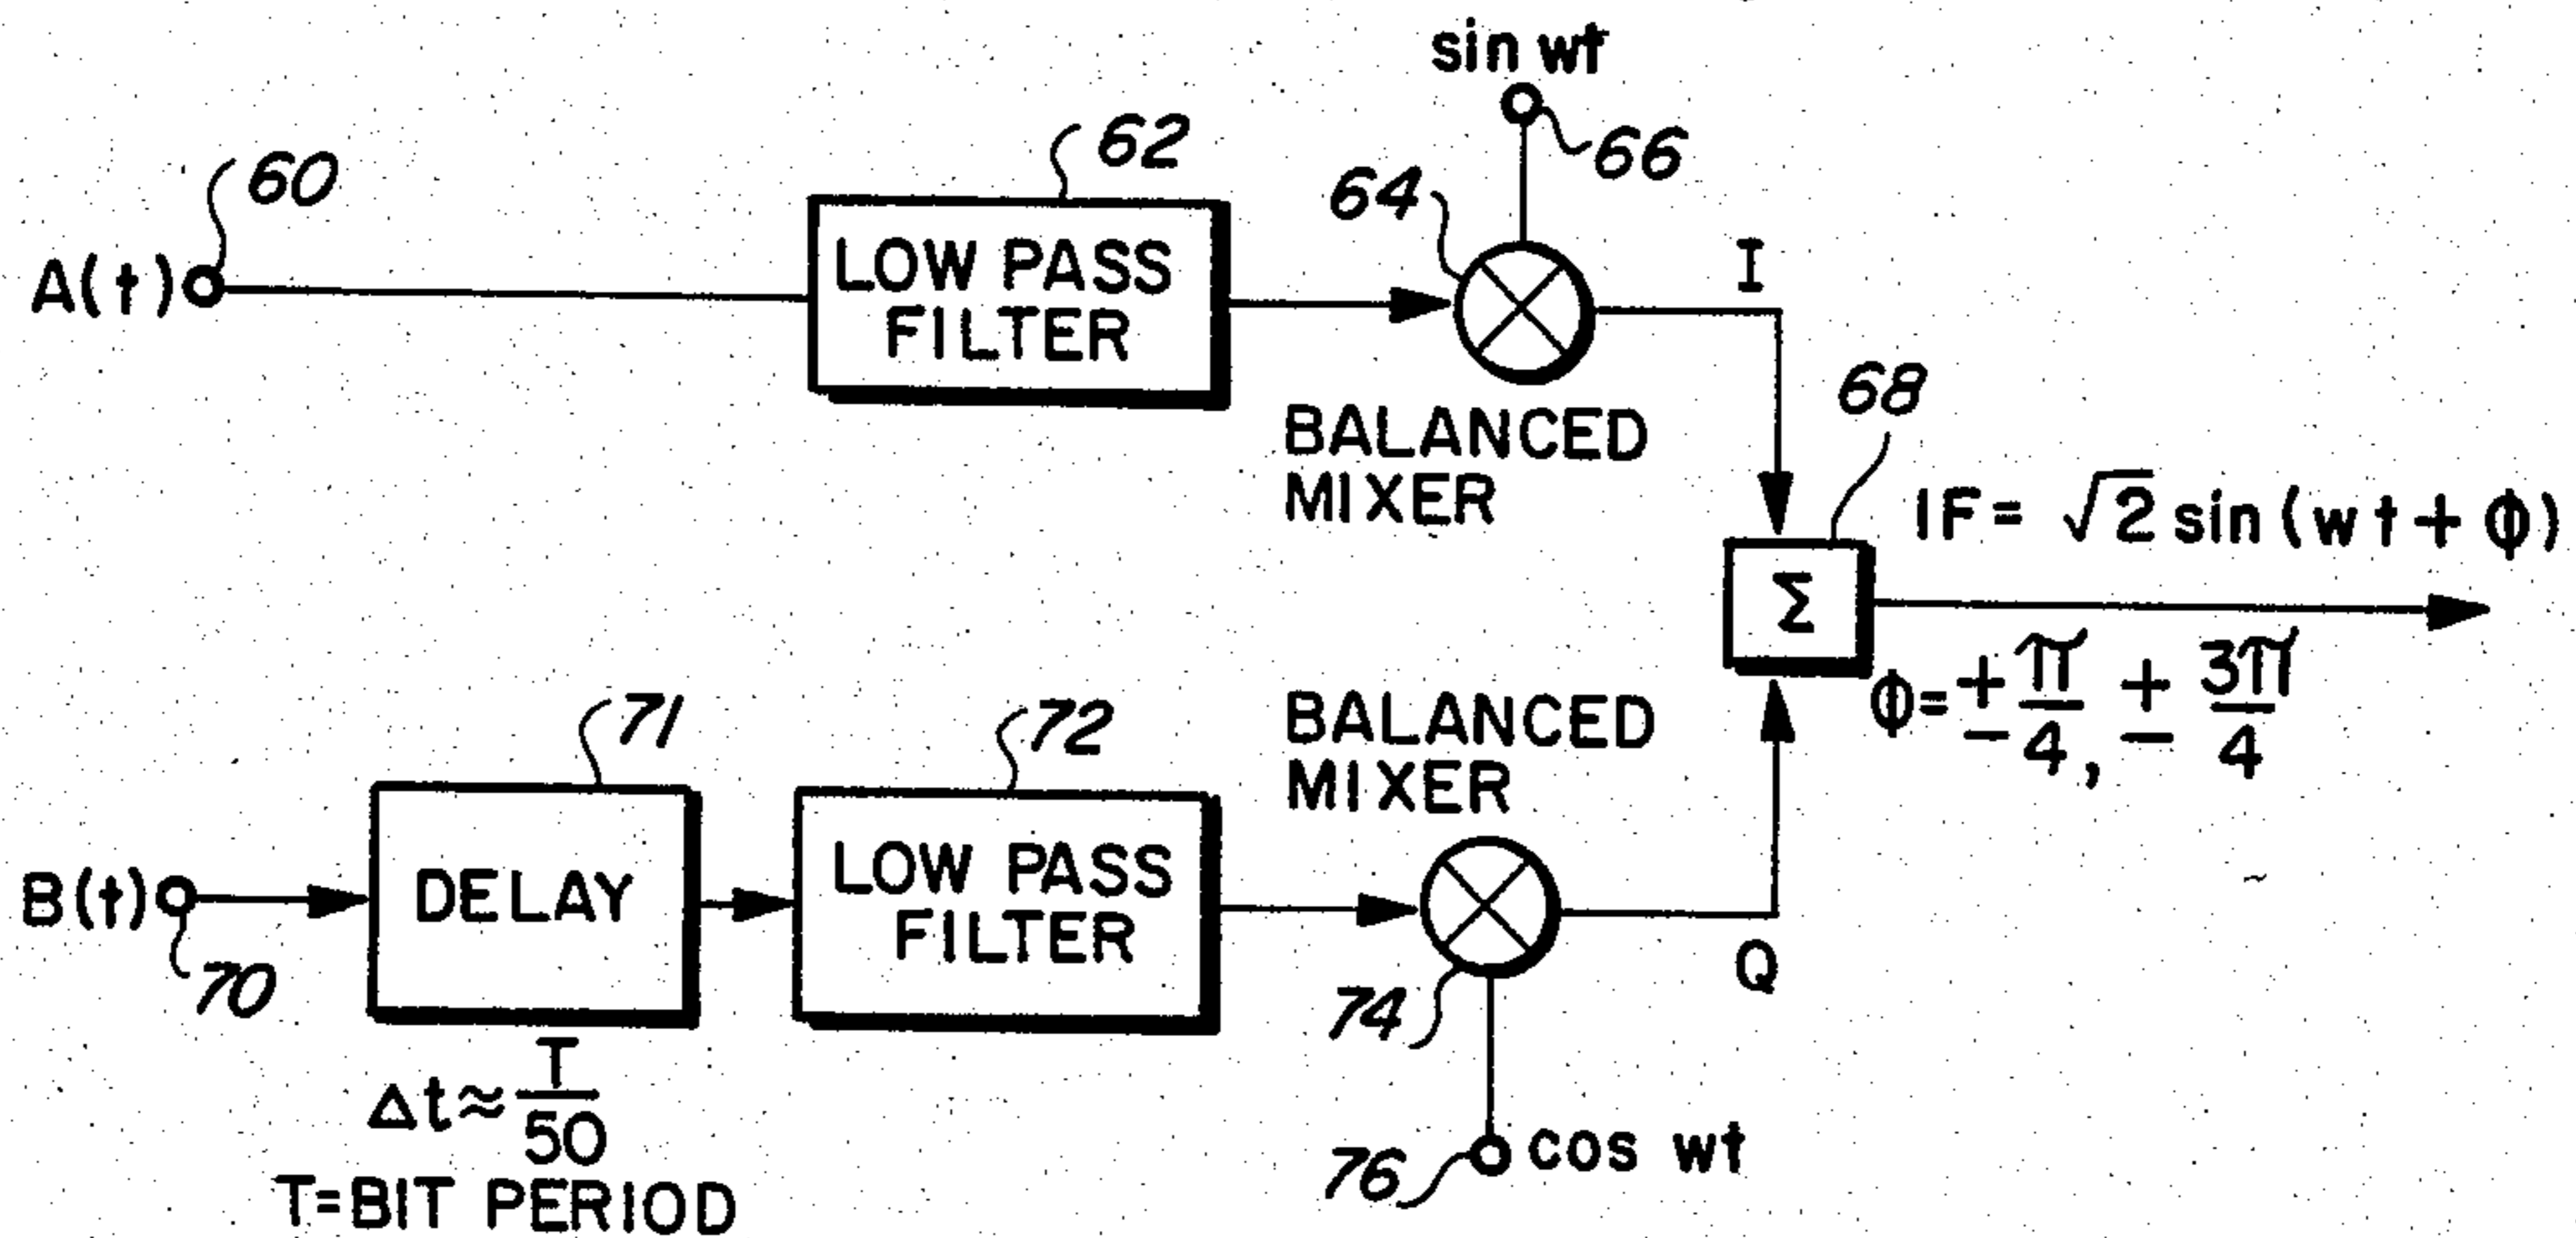 sin wt
66
60
62
64
A(t)
LOW PASS
FILTER
I
BALANCED
MIXER
68
IF = √2 sin (wt + ϕ)
Σ
ϕ = ± π/4, ± 3π/4
71
72
BALANCED
MIXER
B(t)
70
DELAY
LOW PASS
FILTER
74
Q
Δt ≈ T/50
T = BIT PERIOD
76
cos wt